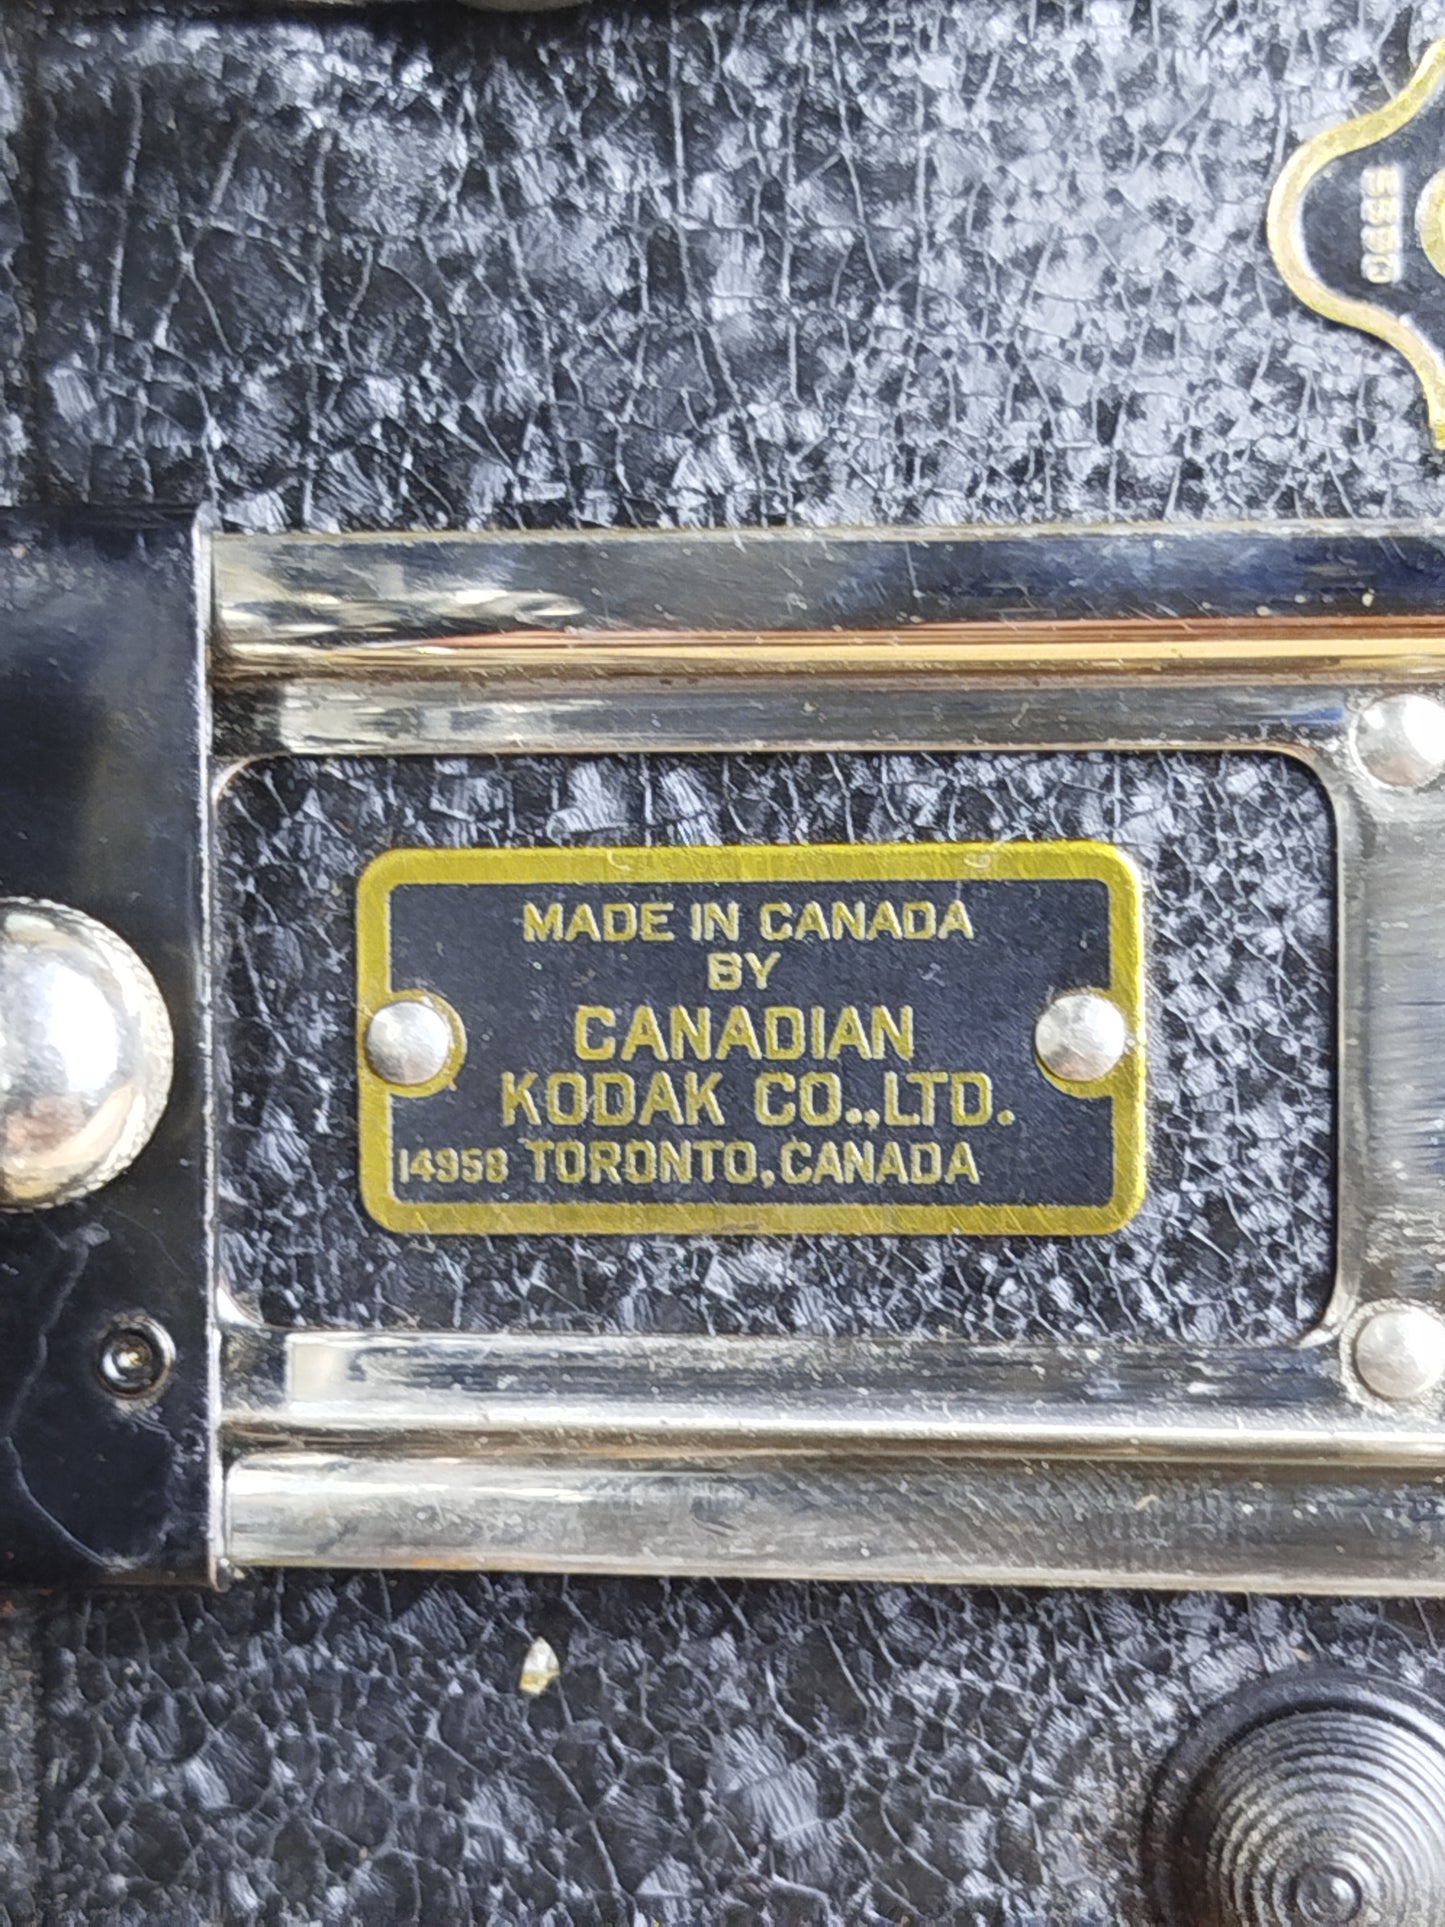 MADE IN CANADA
BY
CANADIAN
KODAK CO.,LTD.
14958 TORONTO, CANADA